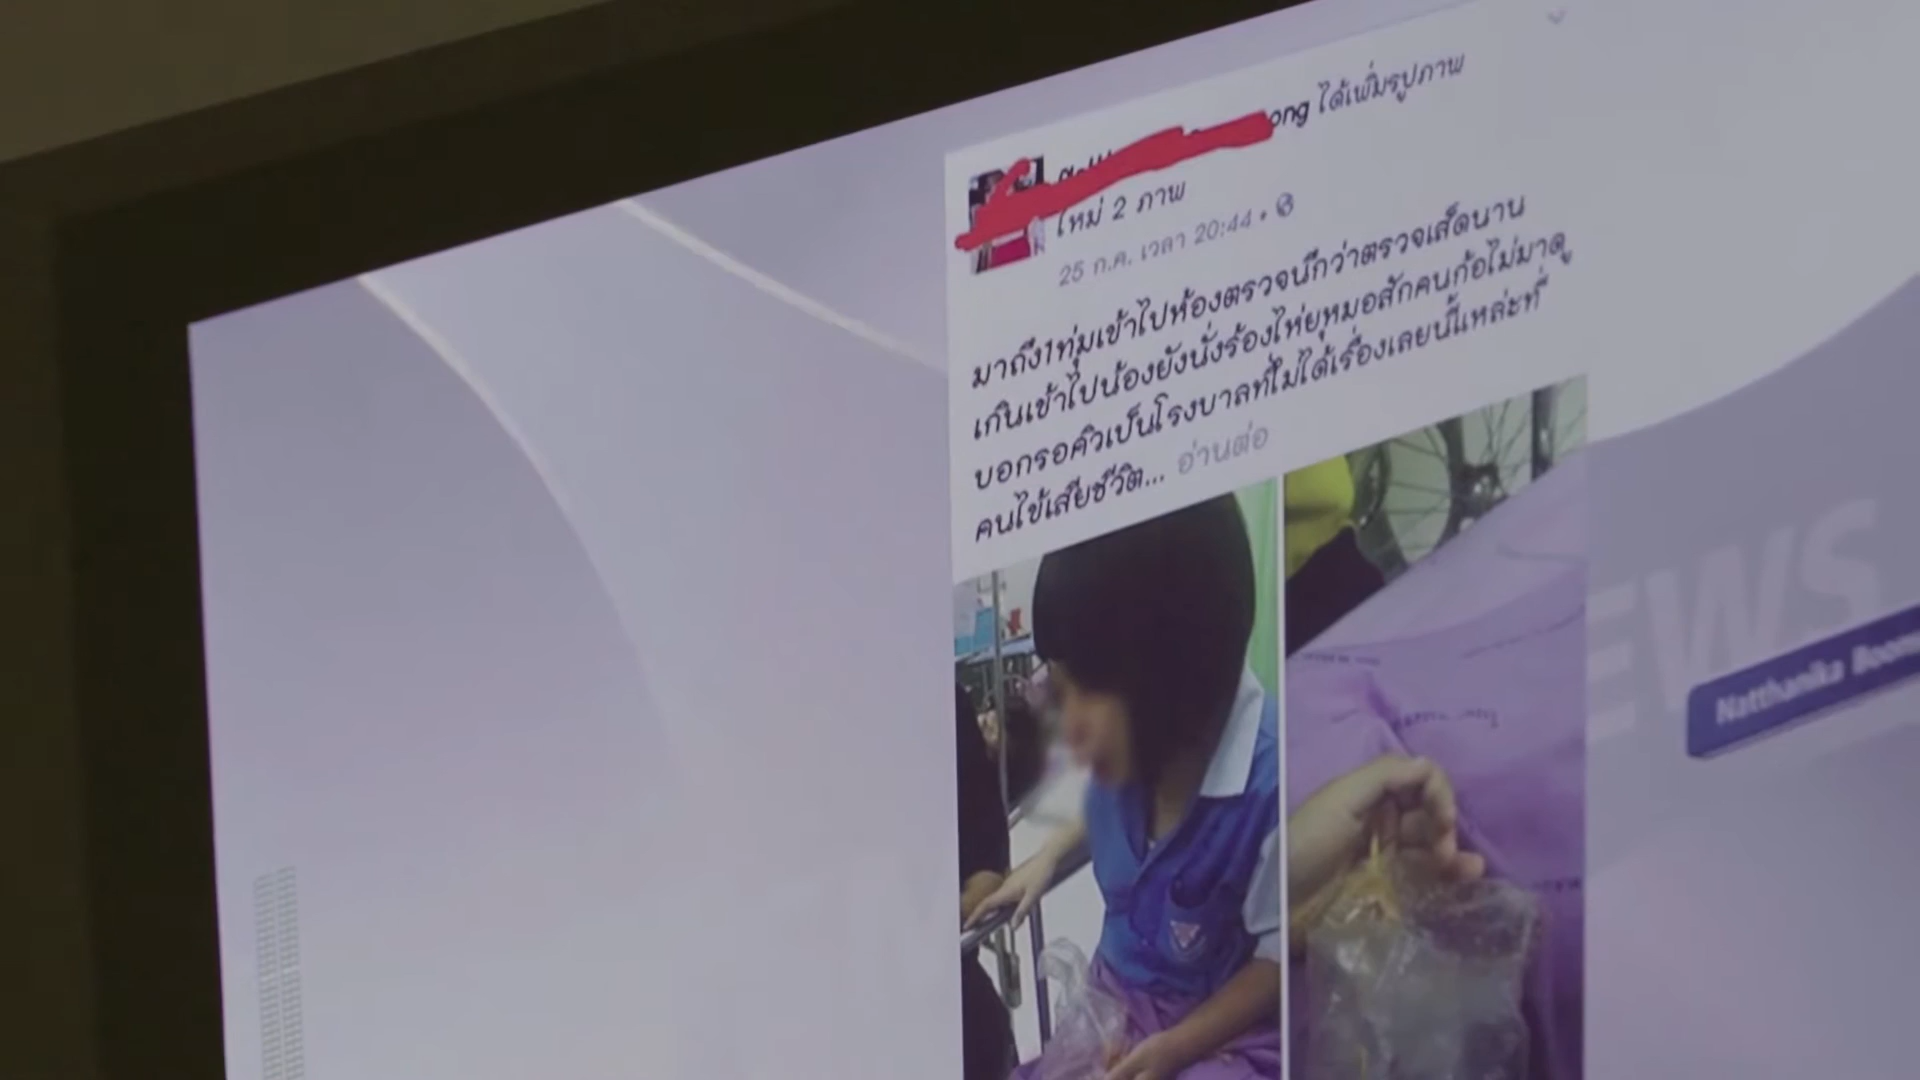 ong ได้เพิ่มรูปภาพ
ใหม่ 2 ภาพ
25 ก.ค. เวลา 20:44 •
มาถึง1ทุ่มเข้าไปห้องตรวจนึกว่าตรวจเส็ดนาน
เกินเข้าไปน้องยังนั่งร้องไห่ยุหมอสักคนก้อไม่มาดู
บอกรอคิวเป็นโรงบาลที่ไม่ได้เรื่องเลยนี้แหล่ะที่
คนไข้เสียชีวิต... อ่านต่อ
EWS
Natthanika